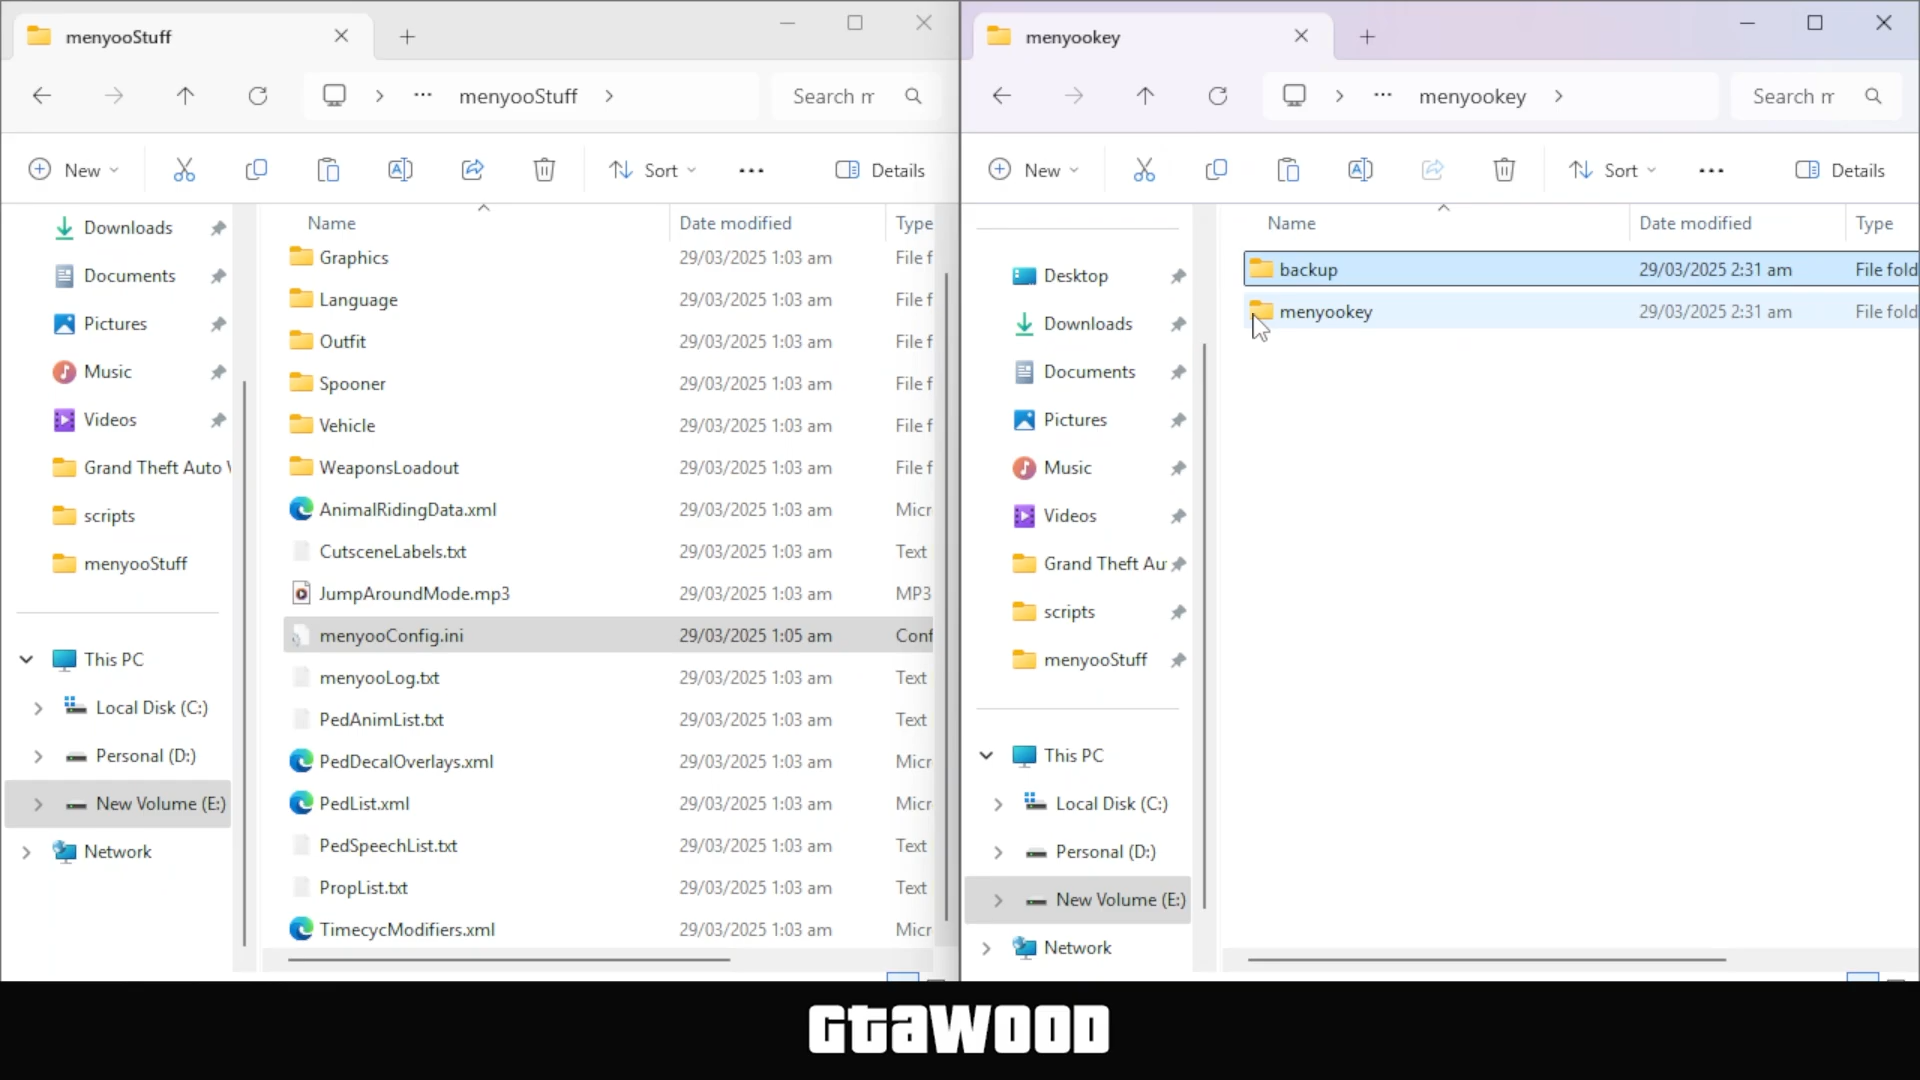 menyooStuff
menyooStuff
Search m
New
Sort
Details
Downloads
Documents
Pictures
Music
Videos
Grand Theft Auto V
scripts
menyooStuff
This PC
Local Disk (C:)
Personal (D:)
New Volume (E:)
Network
Name Date modified Type
Graphics 29/03/2025 1:03 am File f
Language 29/03/2025 1:03 am File f
Outfit 29/03/2025 1:03 am File f
Spooner 29/03/2025 1:03 am File f
Vehicle 29/03/2025 1:03 am File f
WeaponsLoadout 29/03/2025 1:03 am File f
AnimalRidingData.xml 29/03/2025 1:03 am Micr
CutsceneLabels.txt 29/03/2025 1:03 am Text
JumpAroundMode.mp3 29/03/2025 1:03 am MP3
menyooConfig.ini 29/03/2025 1:05 am Conf
menyooLog.txt 29/03/2025 1:03 am Text
PedAnimList.txt 29/03/2025 1:03 am Text
PedDecalOverlays.xml 29/03/2025 1:03 am Micr
PedList.xml 29/03/2025 1:03 am Micr
PedSpeechList.txt 29/03/2025 1:03 am Text
PropList.txt 29/03/2025 1:03 am Text
TimecycModifiers.xml 29/03/2025 1:03 am Micr
menyookey
menyookey
Search m
New
Sort
Details
Desktop
Downloads
Documents
Pictures
Music
Videos
Grand Theft Au
scripts
menyooStuff
This PC
Local Disk (C:)
Personal (D:)
New Volume (E:)
Network
Name Date modified Type
backup 29/03/2025 2:31 am File fold
menyookey 29/03/2025 2:31 am File fold
GtaWOOD